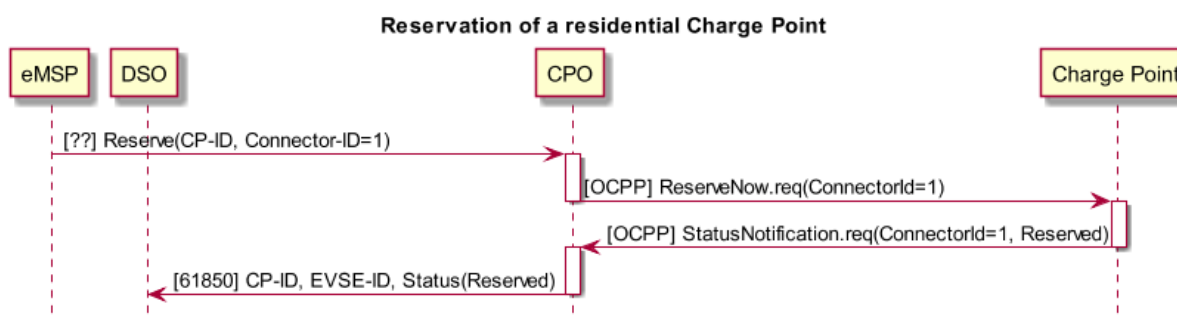 Reservation of a residential Charge Point
eMSP
DSO
CPO
Charge Point
[??] Reserve(CP-ID, Connector-ID=1)
[OCPP] ReserveNow.req(ConnectorId=1)
[OCPP] StatusNotification.req(ConnectorId=1, Reserved)
[61850] CP-ID, EVSE-ID, Status(Reserved)